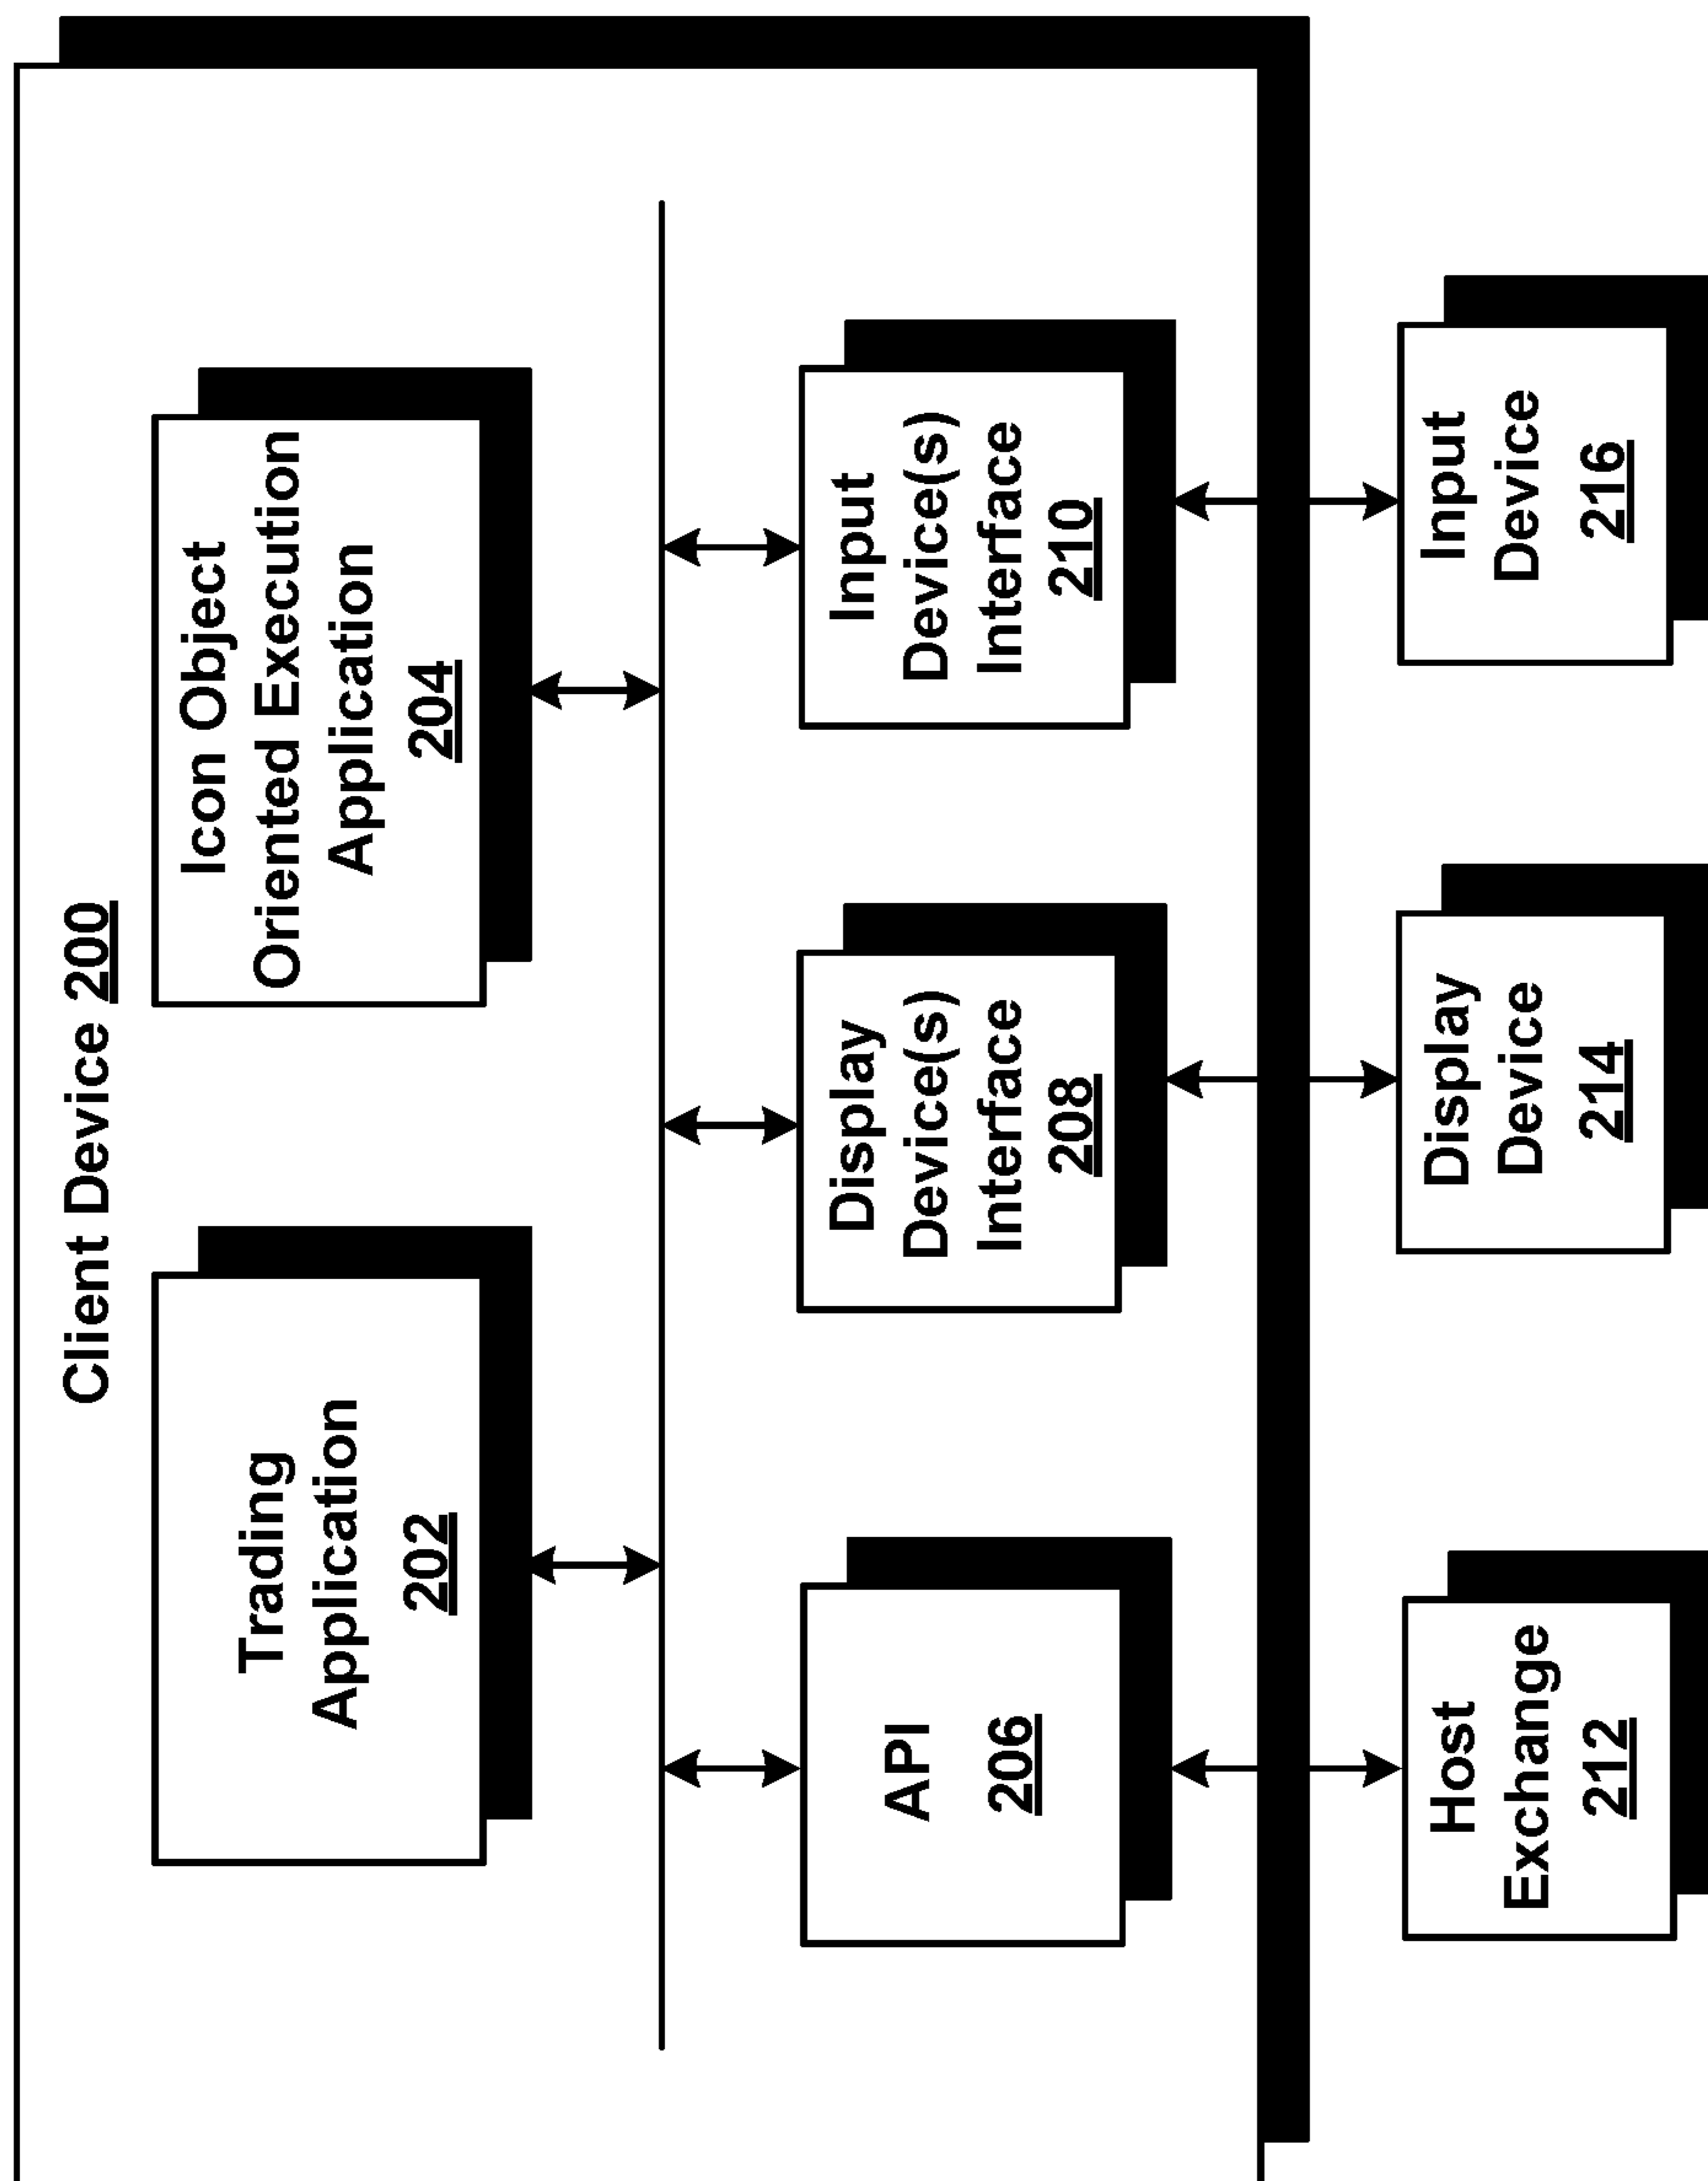 Client Device 200
Trading
Application
202
Icon Object
Oriented Execution
Application
204
API
206
Display
Device(s)
Interface
208
Input
Device(s)
Interface
210
Host
Exchange
212
Display
Device
214
Input
Device
216